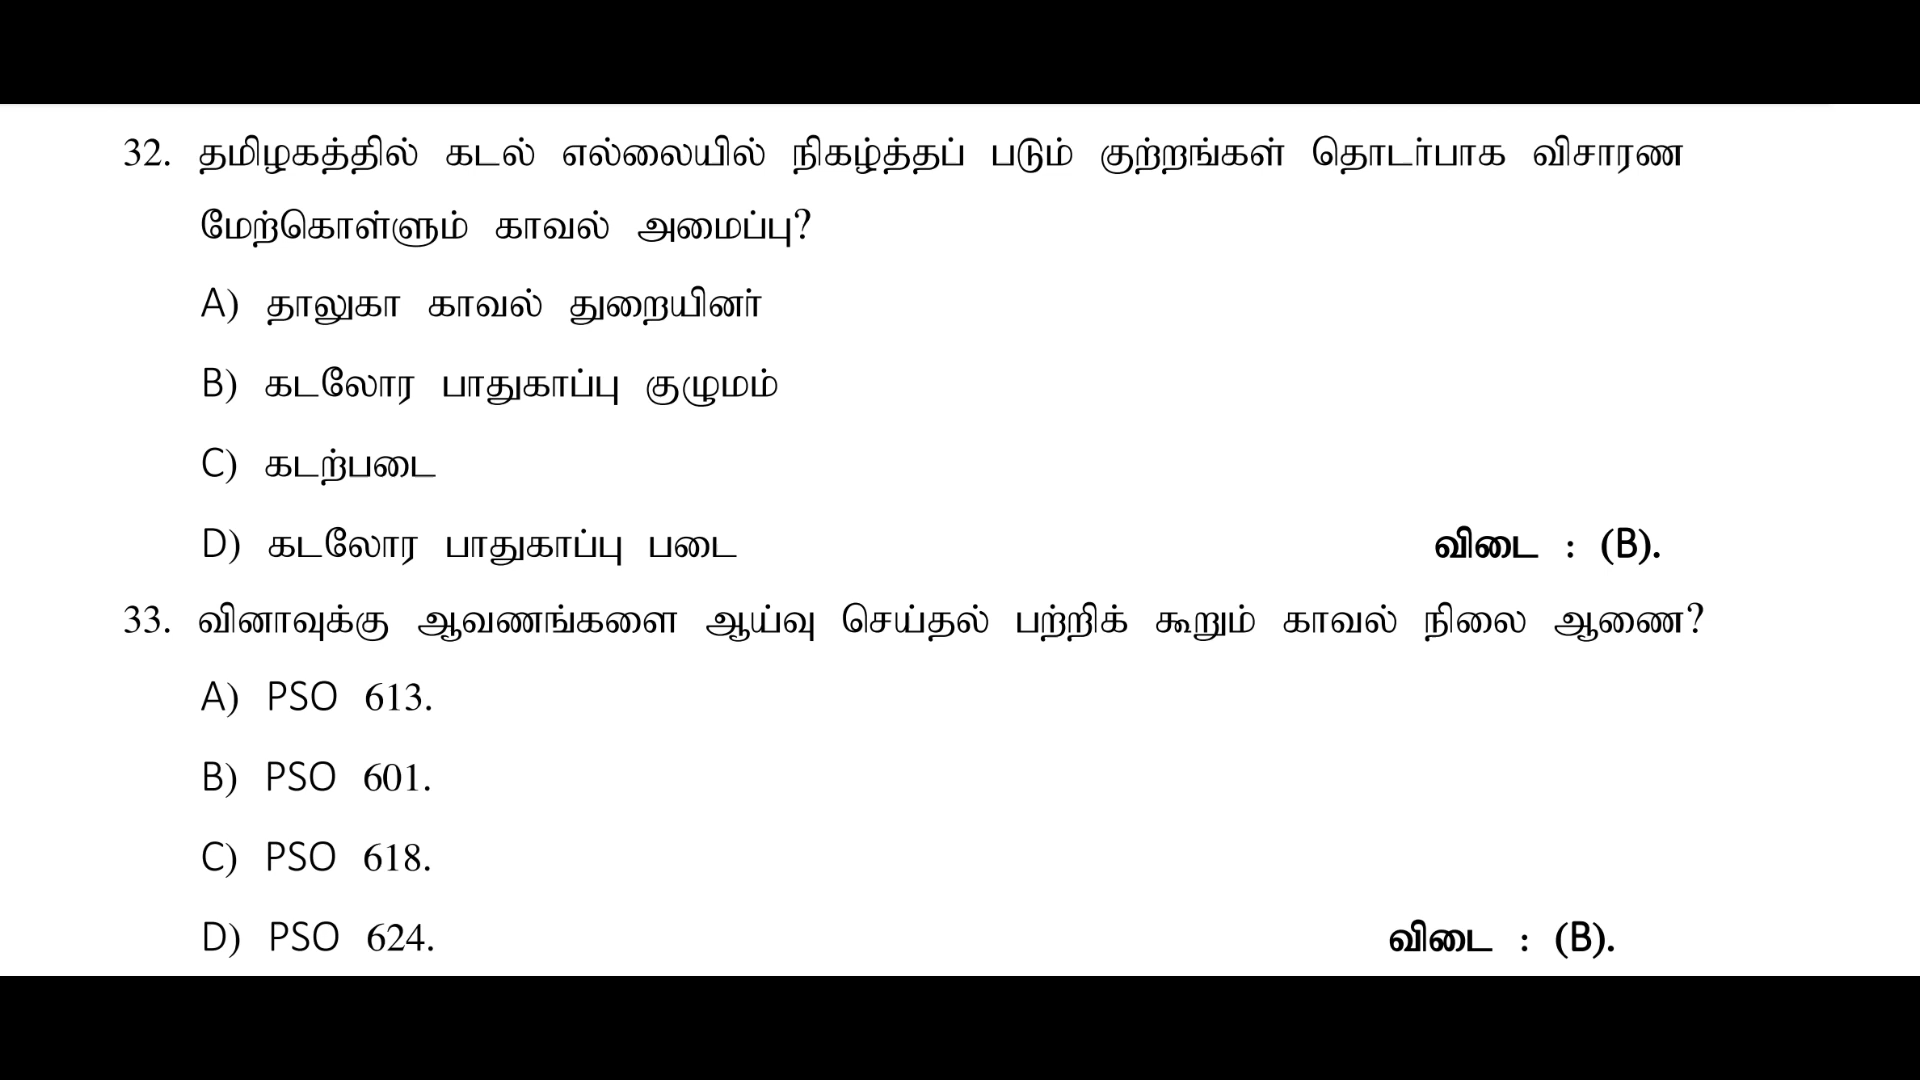 32. தமிழகத்தில் கடல் எல்லையில் நிகழ்த்தப் படும் குற்றங்கள் தொடர்பாக விசாரண
மேற்கொள்ளும் காவல் அமைப்பு?
A) தாலுகா காவல் துறையினர்
B) கடலோர பாதுகாப்பு குழுமம்
C) கடற்படை
D) கடலோர பாதுகாப்பு படை விடை : (B).
33. வினாவுக்கு ஆவணங்களை ஆய்வு செய்தல் பற்றிக் கூறும் காவல் நிலை ஆணை?
A) PSO 613.
B) PSO 601.
C) PSO 618.
D) PSO 624. விடை : (B).